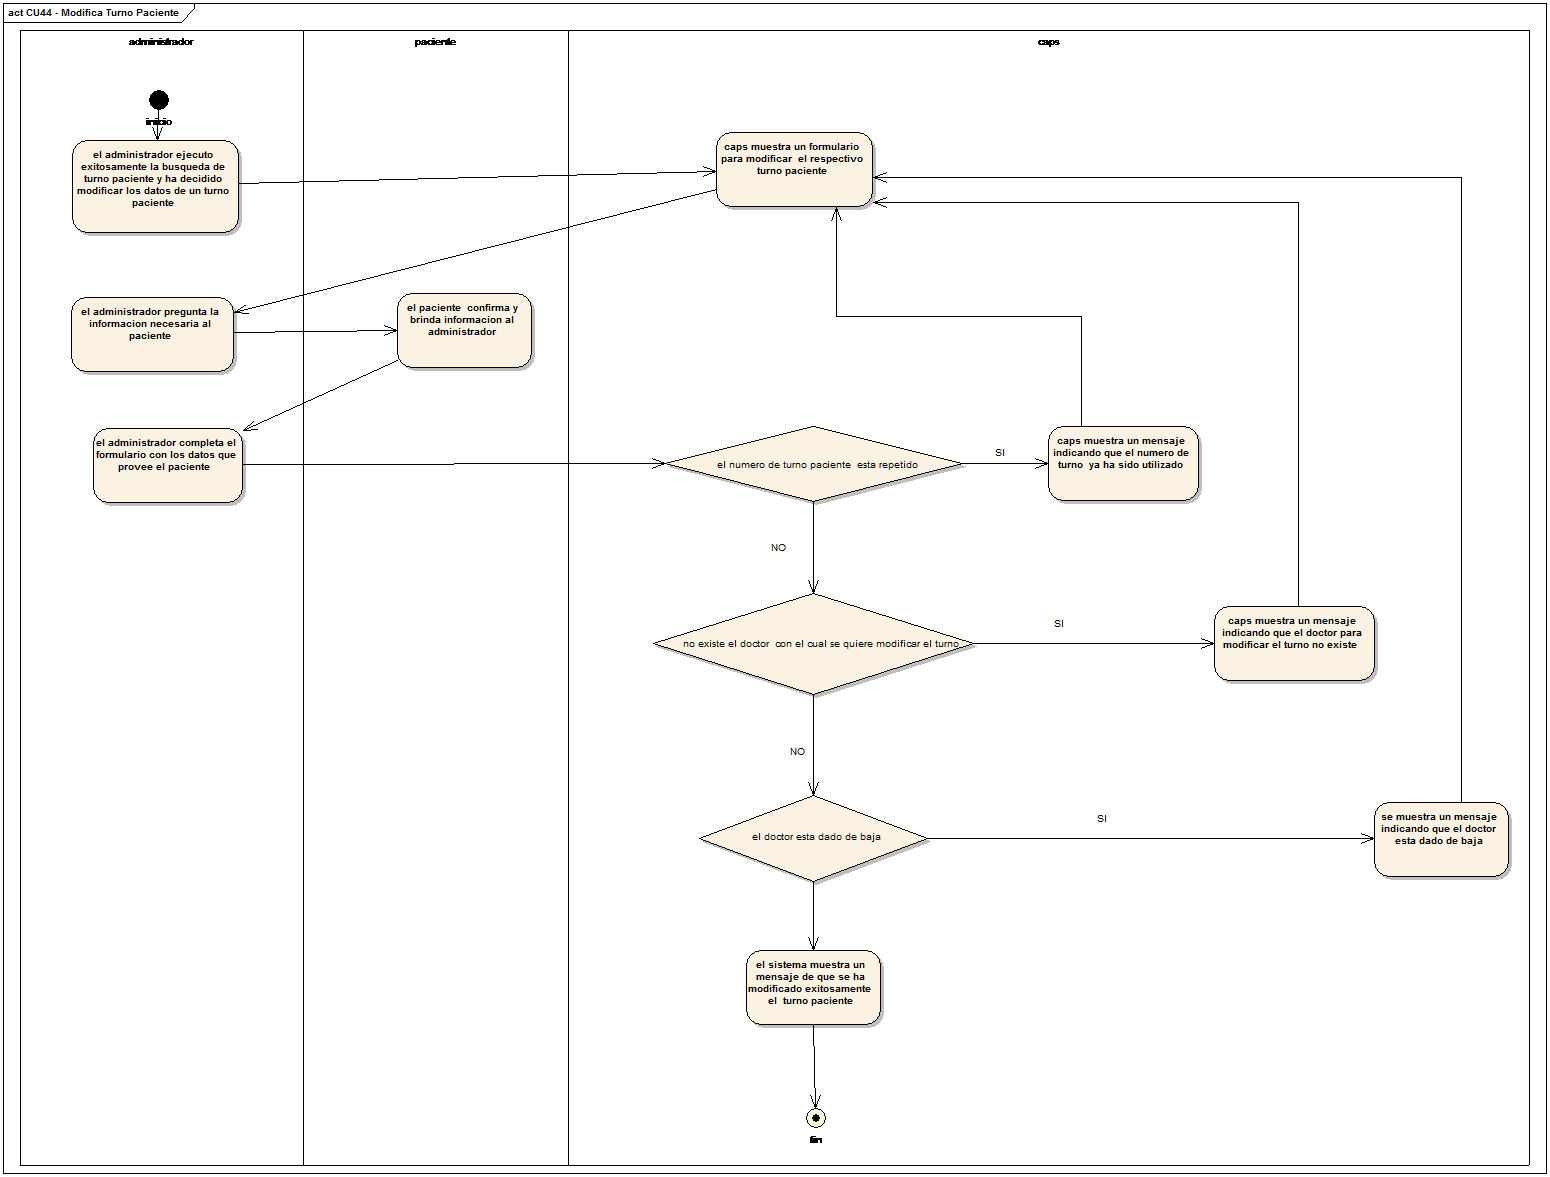 act CU44 - Modifica Turno Paciente
administrador
paciente
caps
inicio
el administrador ejecuto
exitosamente la busqueda de
turno paciente y ha decidido
modificar los datos de un turno
paciente
caps muestra un formulario
para modificar el respectivo
turno paciente
el administrador pregunta la
informacion necesaria al
paciente
el paciente confirma y
brinda informacion al
administrador
el administrador completa el
formulario con los datos que
provee el paciente
el numero de turno paciente esta repetido
SI
caps muestra un mensaje
indicando que el numero de
turno ya ha sido utilizado
NO
no existe el doctor con el cual se quiere modificar el turno
SI
caps muestra un mensaje
indicando que el doctor para
modificar el turno no existe
NO
el doctor esta dado de baja
SI
se muestra un mensaje
indicando que el doctor
esta dado de baja
el sistema muestra un
mensaje de que se ha
modificado exitosamente
el turno paciente
fin